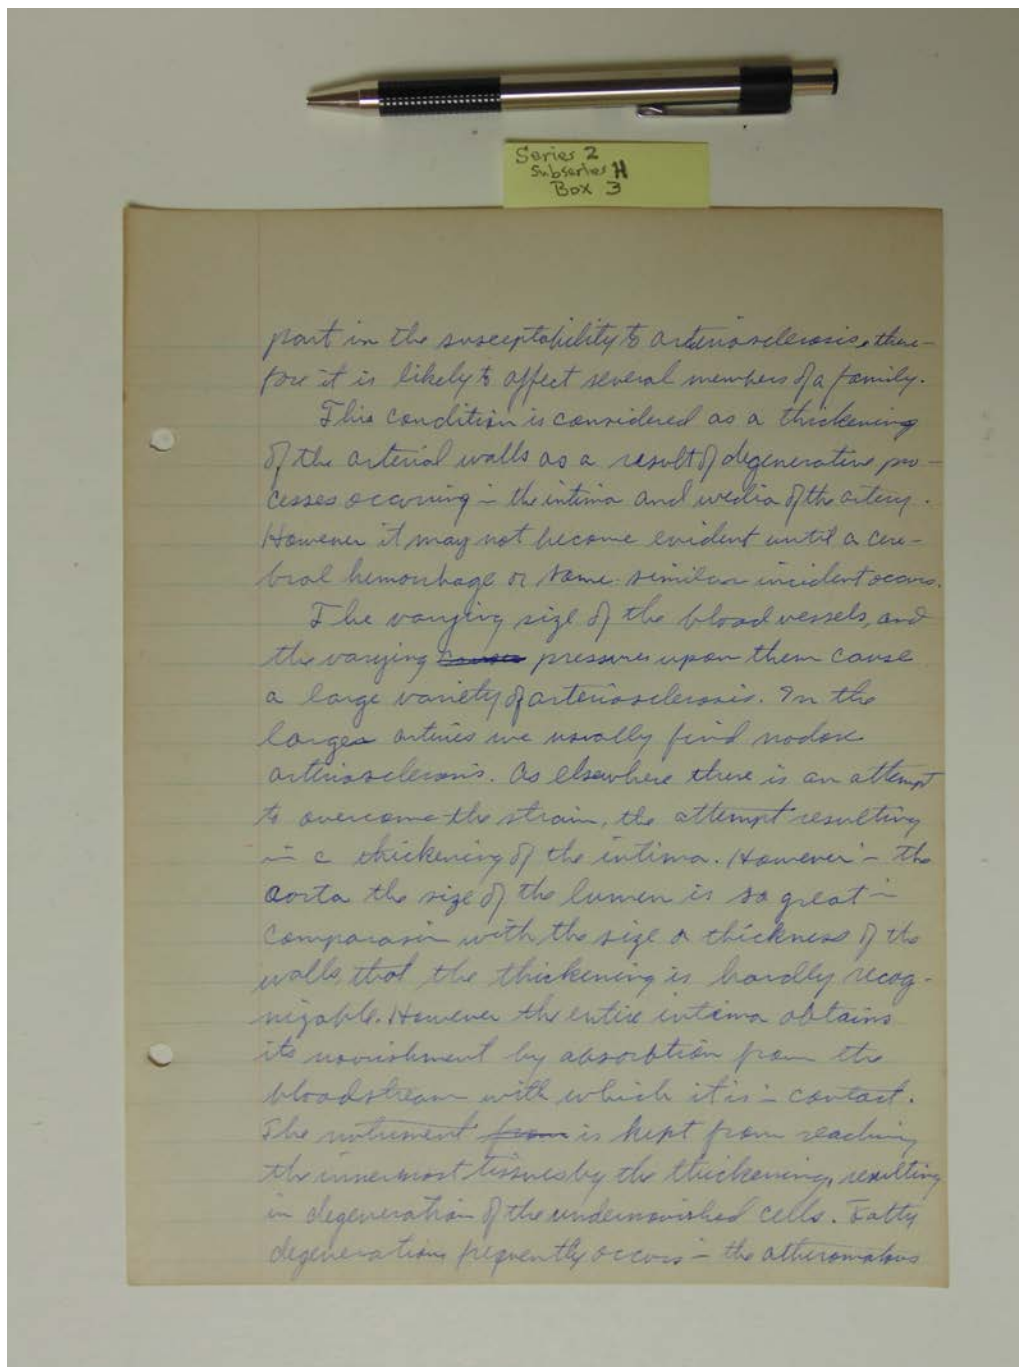 Series 2
Subseries H
Box 3
part in the susceptability to arteriosclerosis, there-
fore it is likely to affect several members of a family.
This condition is considered as a thickening
of the arterial walls as a result of degenerative pro-
cesses occuring in the intima and media of the artery.
However it may not become evident until a cere-
bral hemorrhage or some similar incident occurs.
The varying size of the blood vessels, and
the varying pressures upon them cause
a large variety of arteriosclerosis. In the
large arteries we usually find nodose
arteriosclerosis. As elsewhere there is an attempt
to overcome the strain, the attempt resulting
in a thickening of the intima. However in the
aorta the size of the lumen is so great in
comparason with the size or thickness of the
walls, that the thickening is hardly recog-
nizable. However the entire intima obtains
its nourishment by absorbtion from the
bloodstream with which it is in contact.
The nutriment from is kept from reaching
the innermost tissues by the thickening, resulting
in degeneration of the undernourished cells. Fatty
degenerations frequently occurs in the atheromatous